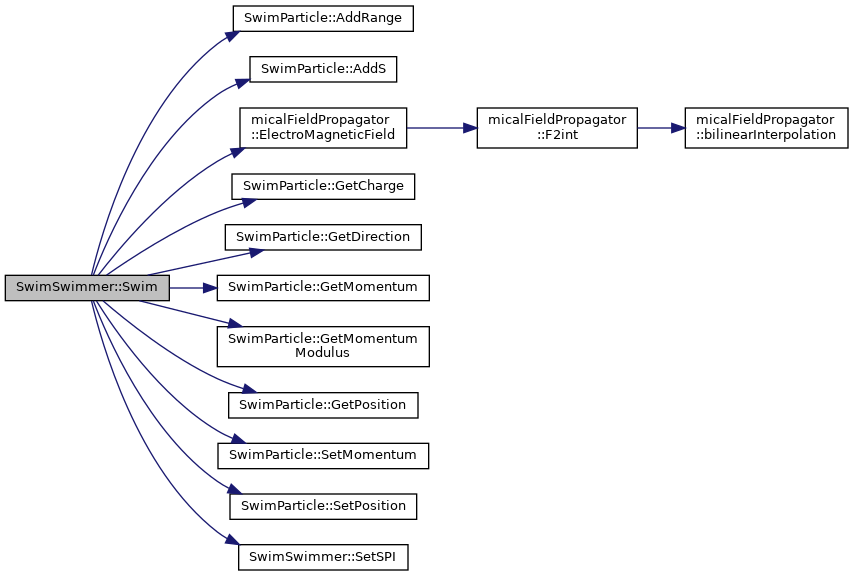 SwimParticle::AddRange
SwimParticle::AddS
micalFieldPropagator
::ElectroMagneticField
micalFieldPropagator
::F2int
micalFieldPropagator
::bilinearInterpolation
SwimParticle::GetCharge
SwimParticle::GetDirection
SwimSwimmer::Swim
SwimParticle::GetMomentum
SwimParticle::GetMomentum
Modulus
SwimParticle::GetPosition
SwimParticle::SetMomentum
SwimParticle::SetPosition
SwimSwimmer::SetSPI